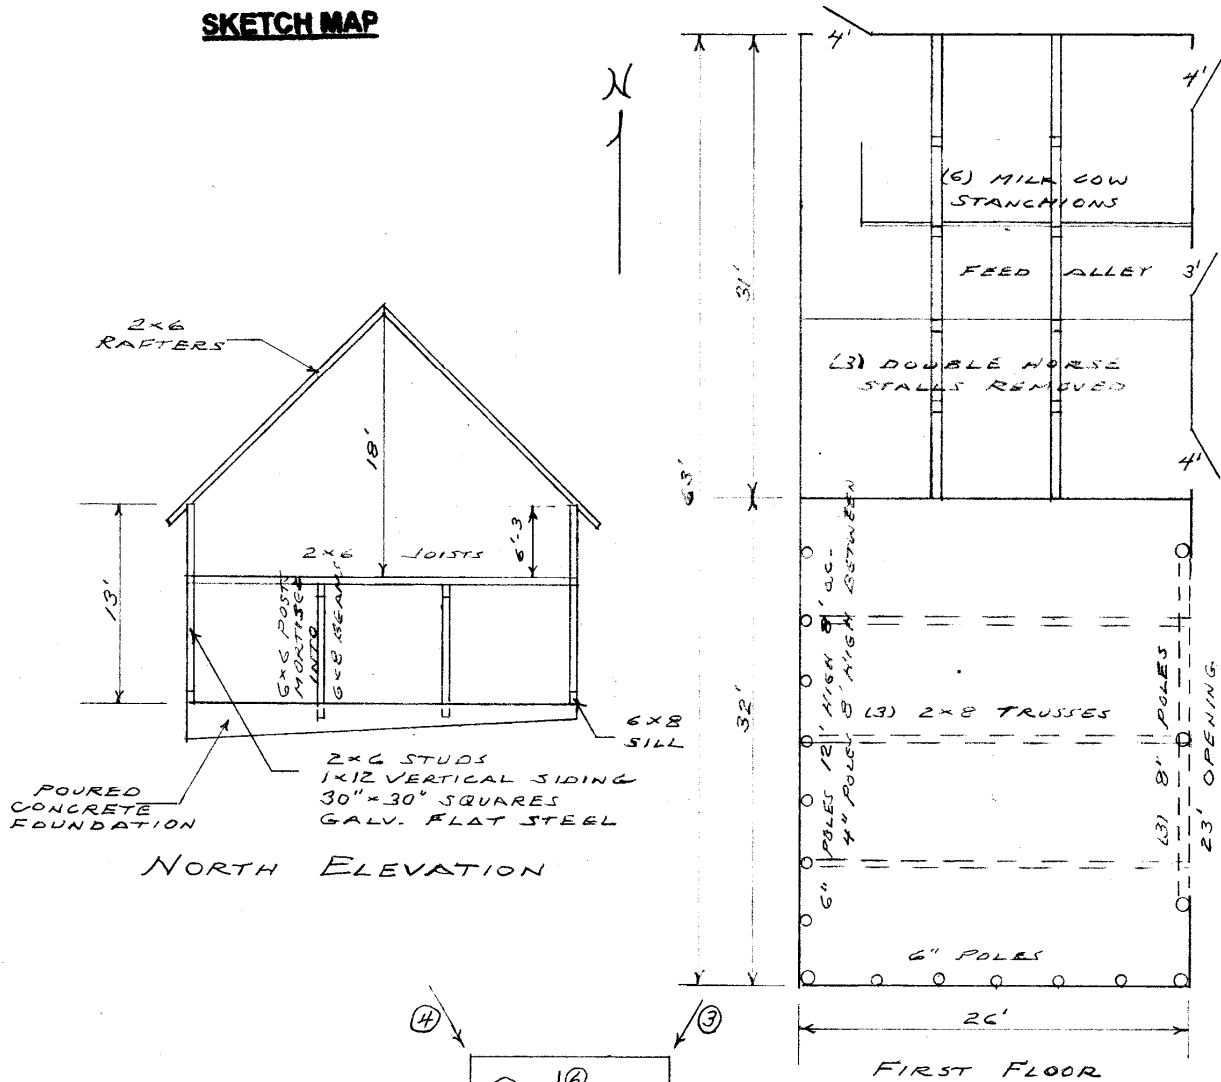 SKETCH MAP
N
2×6
RAFTERS
18'
13'
6'-3
2×6 JOISTS
6×6 POSTS
MORTISED
INTO
6×8 BEAMS
6×8
SILL
2×6 STUDS
1×12 VERTICAL SIDING
30"×30" SQUARES
GALV. FLAT STEEL
POURED
CONCRETE
FOUNDATION
NORTH ELEVATION
4'
4'
(6) MILK COW
STANCHIONS
FEED ALLEY 3'
(3) DOUBLE HORSE
STALLS REMOVED
4'
31'
63'
32'
6" POLES 12' HIGH 8' OC-
4" POLES 8' HIGH BETWEEN
(3) 2×8 TRUSSES
(3) 8" POLES
23' OPENING
6" POLES
26'
FIRST FLOOR
4
3
16